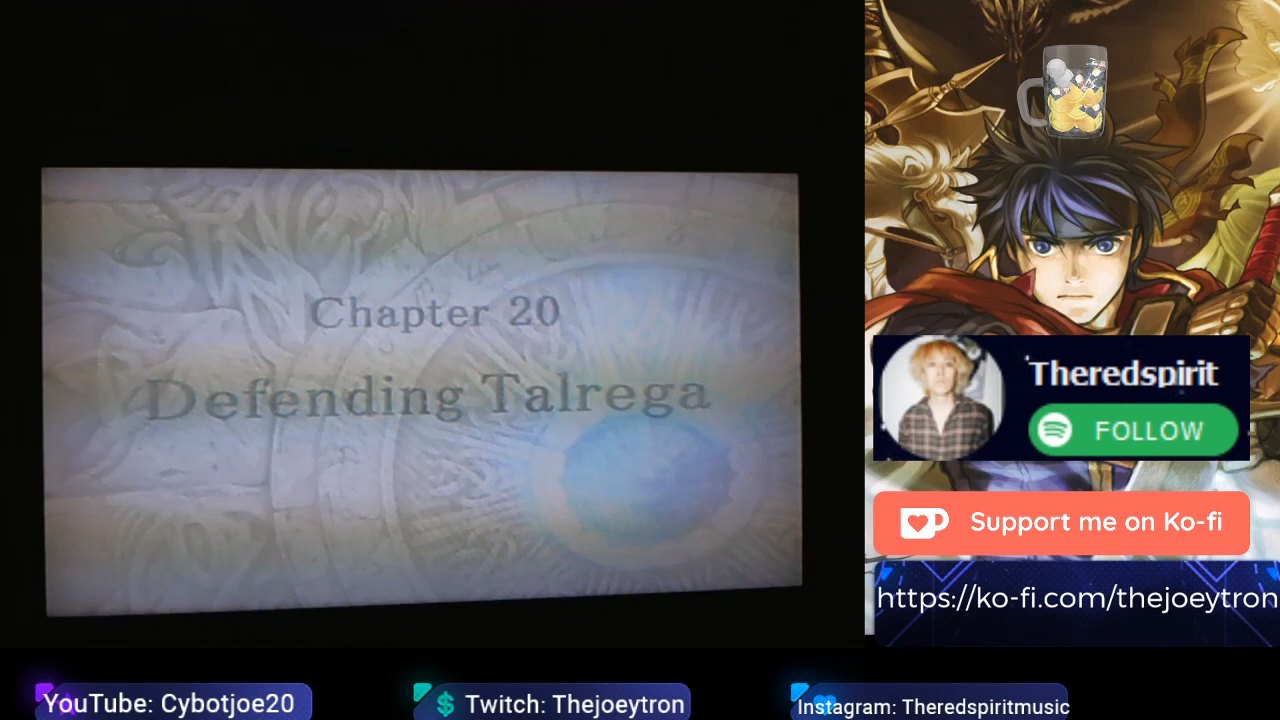 Chapter 20
Defending Talrega
Theredspirit
FOLLOW
Support me on Ko-fi
https://ko-fi.com/thejoeytron
YouTube: Cybotjoe20
Twitch: Thejoeytron
Instagram: Theredspiritmusic